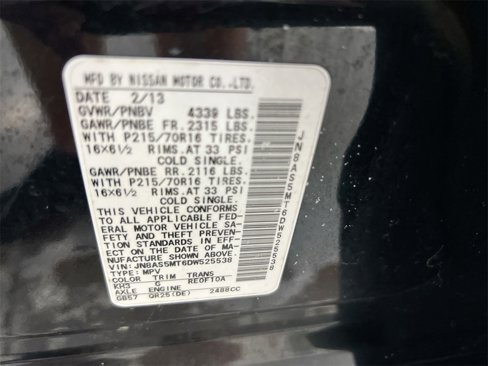 MFD BY NISSAN MOTOR CO.,LTD.
DATE 2/13
GVWR/PNBV 4339 LBS.
GAWR/PNBE FR. 2315 LBS.
WITH P215/70R16 TIRES.
16X6½ RIMS.AT 33 PSI
COLD SINGLE.
GAWR/PNBE RR. 2116 LBS.
WITH P215/70R16 TIRES.
16X6½ RIMS.AT 33 PSI
COLD SINGLE.
THIS VEHICLE CONFORMS
TO ALL APPLICABLE FED-
ERAL MOTOR VEHICLE SA-
FETY AND THEFT PREVEN-
TION STANDARDS IN EFF-
ECT ON THE DATE OF MA-
NUFACTURE SHOWN ABOVE.
VIN:JN8AS5MT6DW525538
TYPE:MPV
COLOR TRIM TRANS
KH3 G RE0F10A
AXLE ENGINE
GB57 QR25(DE) 2488CC
JN8AS5MT6DW525538